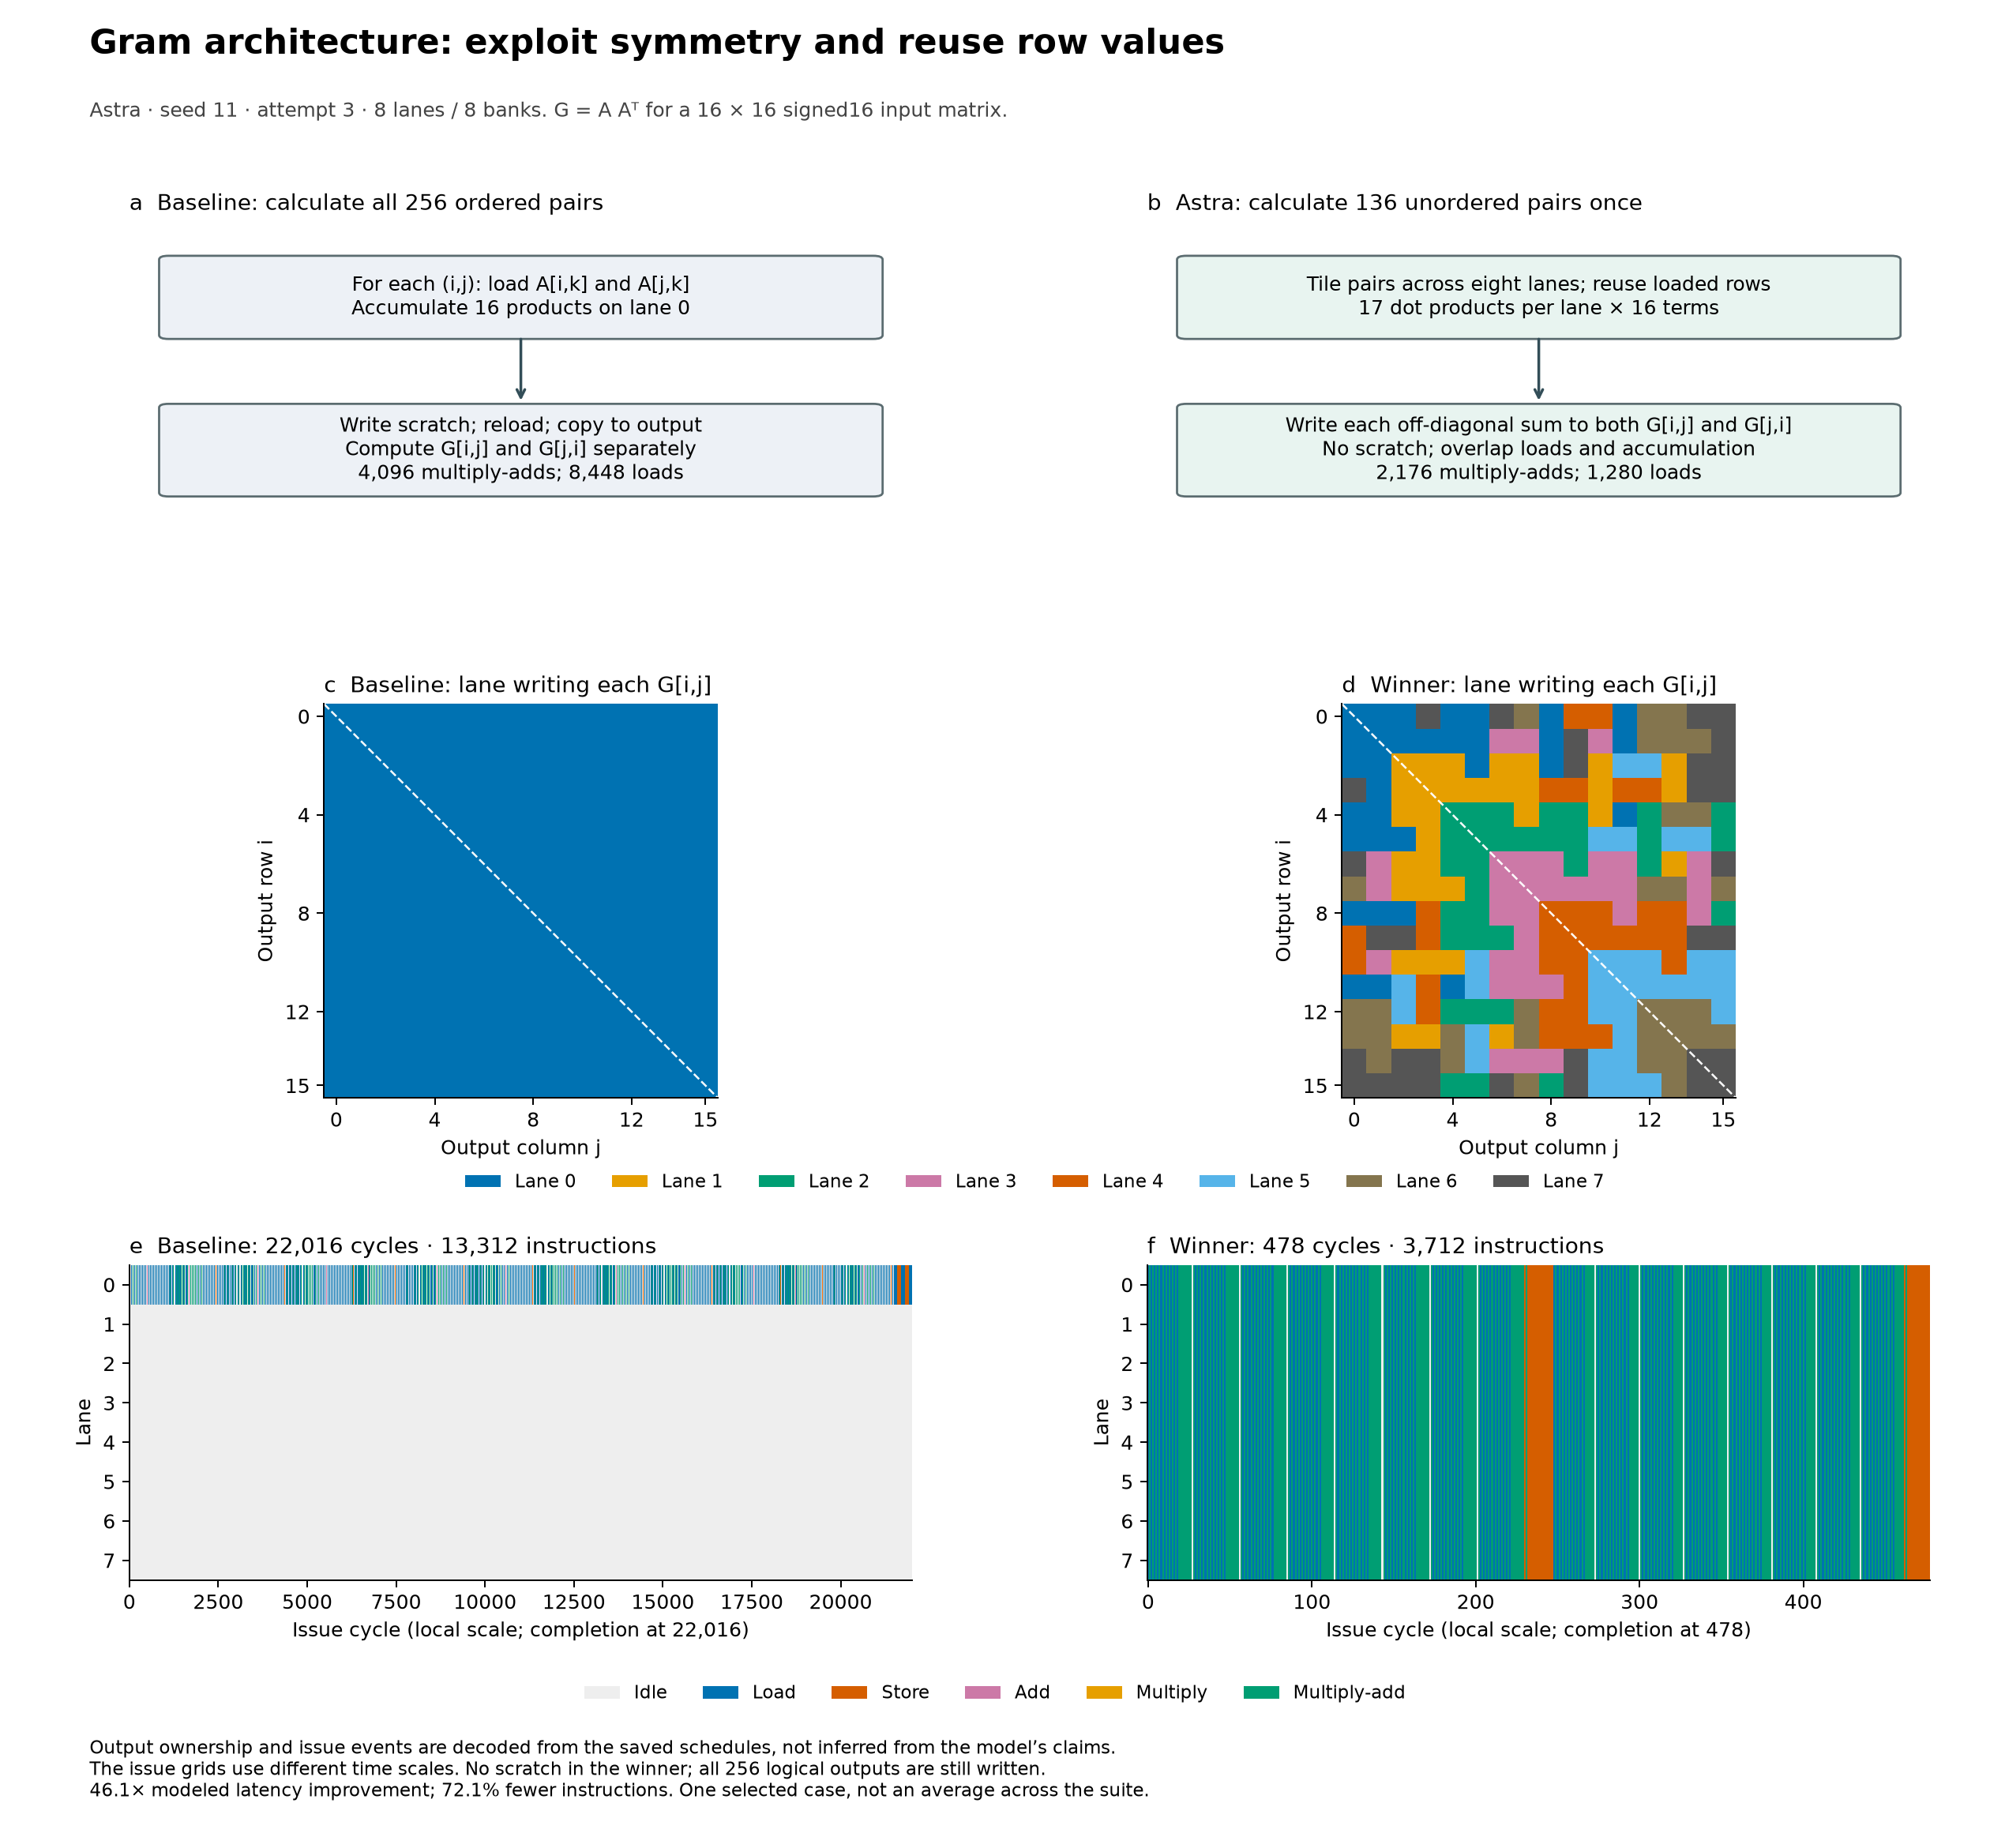 Gram architecture: exploit symmetry and reuse row values
Astra · seed 11 · attempt 3 · 8 lanes / 8 banks. G = A Aᵀ for a 16 × 16 signed16 input matrix.
a Baseline: calculate all 256 ordered pairs
For each (i,j): load A[i,k] and A[j,k]
Accumulate 16 products on lane 0
Write scratch; reload; copy to output
Compute G[i,j] and G[j,i] separately
4,096 multiply-adds; 8,448 loads
b Astra: calculate 136 unordered pairs once
Tile pairs across eight lanes; reuse loaded rows
17 dot products per lane × 16 terms
Write each off-diagonal sum to both G[i,j] and G[j,i]
No scratch; overlap loads and accumulation
2,176 multiply-adds; 1,280 loads
c Baseline: lane writing each G[i,j]
Output row i
0
4
8
12
15
0 4 8 12 15
Output column j
d Winner: lane writing each G[i,j]
Output row i
0
4
8
12
15
0 4 8 12 15
Output column j
Lane 0 Lane 1 Lane 2 Lane 3 Lane 4 Lane 5 Lane 6 Lane 7
e Baseline: 22,016 cycles · 13,312 instructions
Lane
0
1
2
3
4
5
6
7
0 2500 5000 7500 10000 12500 15000 17500 20000
Issue cycle (local scale; completion at 22,016)
f Winner: 478 cycles · 3,712 instructions
Lane
0
1
2
3
4
5
6
7
0 100 200 300 400
Issue cycle (local scale; completion at 478)
Idle Load Store Add Multiply Multiply-add
Output ownership and issue events are decoded from the saved schedules, not inferred from the model’s claims.
The issue grids use different time scales. No scratch in the winner; all 256 logical outputs are still written.
46.1× modeled latency improvement; 72.1% fewer instructions. One selected case, not an average across the suite.